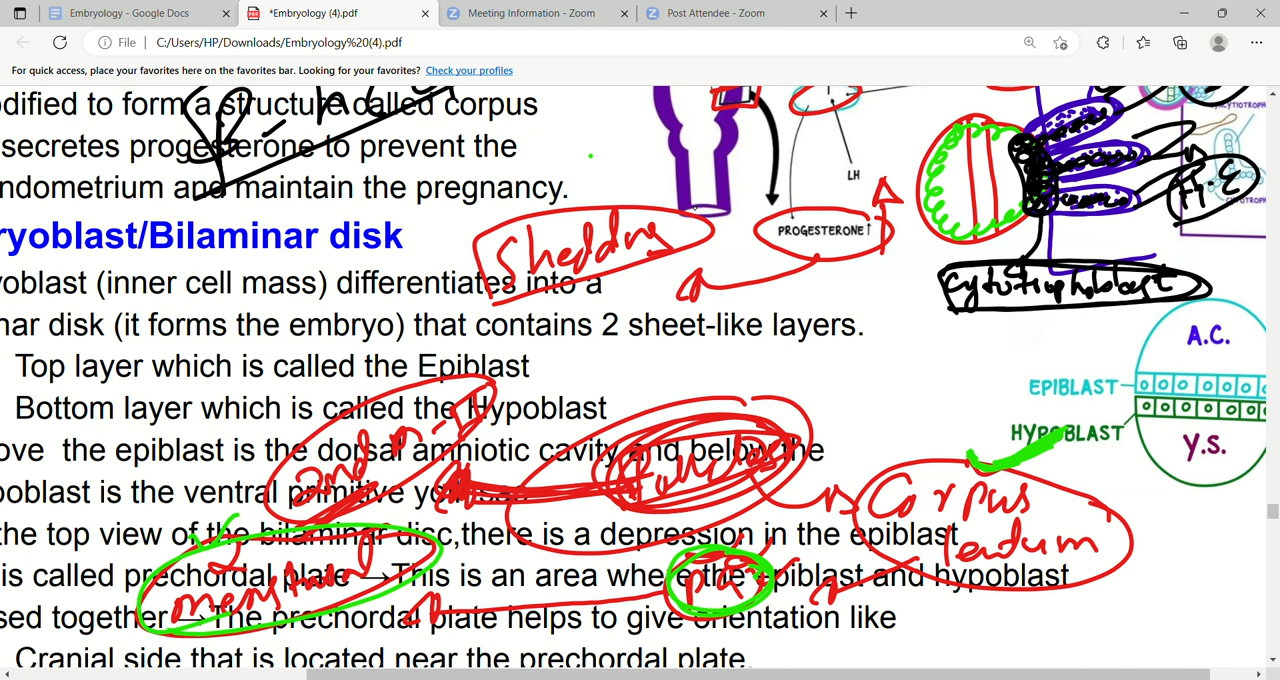 Embryology - Google Docs
*Embryology (4).pdf
Meeting Information - Zoom
Post Attendee - Zoom
File
C:/Users/HP/Downloads/Embryology%20(4).pdf
For quick access, place your favorites here on the favorites bar. Looking for your favorites? Check your profiles
odified to form a structure called corpus
secretes progesterone to prevent the
ndometrium and maintain the pregnancy.
LH
PROGESTERONE↑
Shedding
Cytotrophoblast
ryoblast/Bilaminar disk
yoblast (inner cell mass) differentiates into a
nar disk (it forms the embryo) that contains 2 sheet-like layers.
Top layer which is called the Epiblast
Bottom layer which is called the Hypoblast
ove the epiblast is the dorsal amniotic cavity and below the
poblast is the ventral primitive yolk sac
the top view of the bilaminar disc,there is a depression in the epiblast
is called prechordal plate →This is an area where the epiblast and hypoblast
sed together →The prechordal plate helps to give orientation like
Cranial side that is located near the prechordal plate.
A.C.
EPIBLAST
HYPOBLAST
Y.S.
Corpus